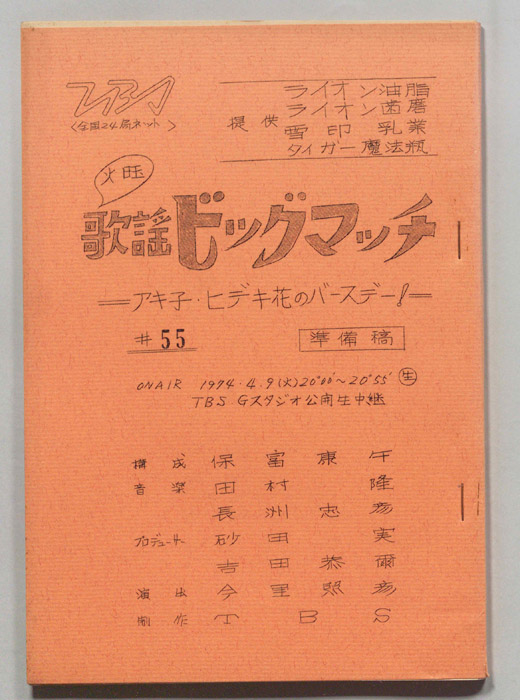 TBS
〈全国24局ネット〉
提供
ライオン油脂
ライオン歯磨
雪印乳業
タイガー魔法瓶
火曜
歌謡ビッグマッチ
アキ子・ヒデキ花のバースデー!
#55
準備稿
ON AIR 1974.4.9(火)20°00'～20°55' 生
TBS.Gスタジオ公開生中継
構成 保富康午
音楽 田村 隆
長洲忠彦
プロデューサー 砂田 実
吉田恭爾
演出 今里照彦
制作 TBS